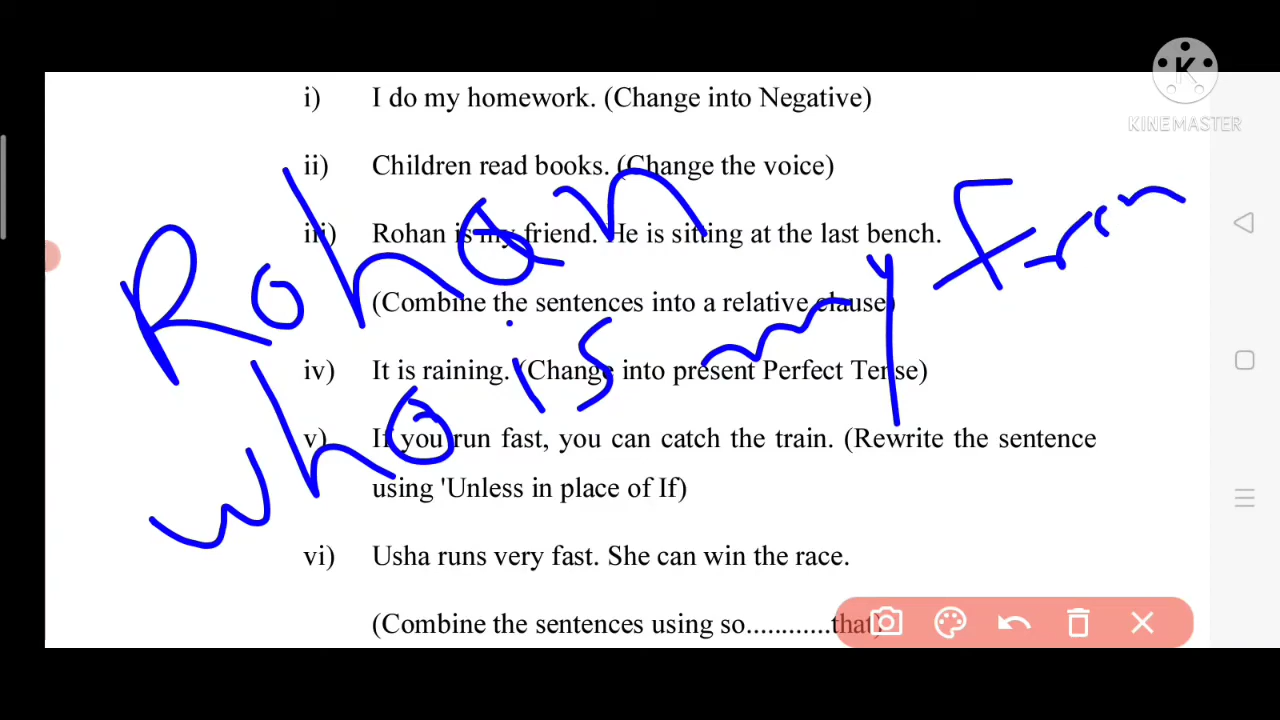 KINEMASTER
i) I do my homework. (Change into Negative)
ii) Children read books. (Change the voice)
iii) Rohan is my friend. He is sitting at the last bench.
(Combine the sentences into a relative clause)
iv) It is raining. (Change into present Perfect Tense)
v) If you run fast, you can catch the train. (Rewrite the sentence
using 'Unless in place of If)
vi) Usha runs very fast. She can win the race.
(Combine the sentences using so............that)
Rohan
who is my